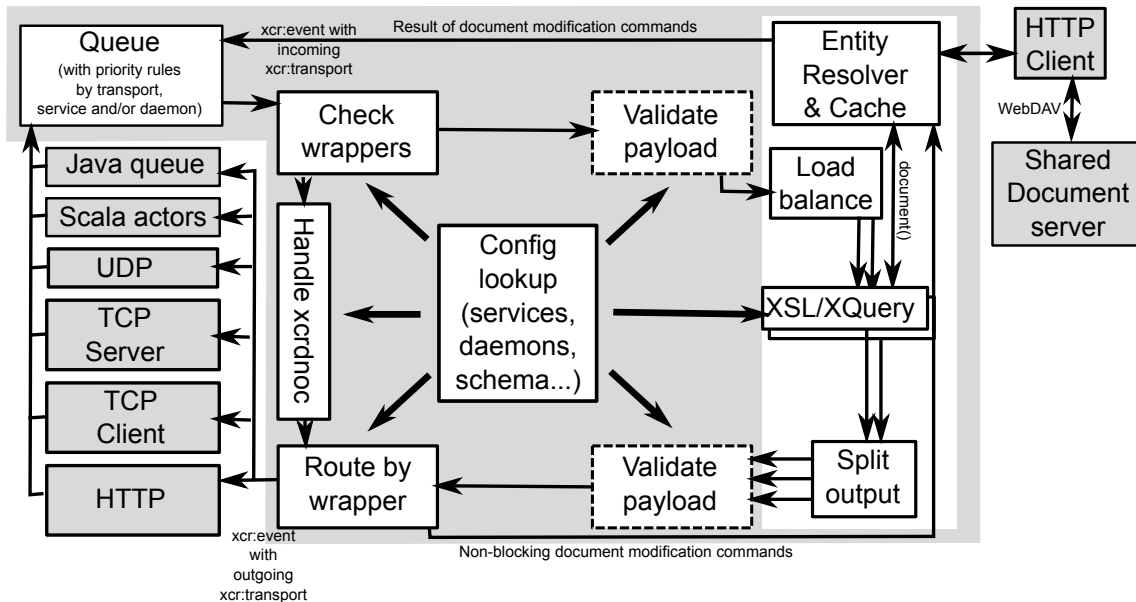 Queue
(with priority rules
by transport,
service and/or daemon)
xcr:event with
incoming
xcr:transport
Result of document modification commands
Entity
Resolver
& Cache
HTTP
Client
WebDAV
Shared
Document
server
Check
wrappers
Validate
payload
Load
balance
document()
Java queue
Scala actors
UDP
TCP
Server
TCP
Client
HTTP
Handle xcrdnoc
Config
lookup
(services,
daemons,
schema...)
XSL/XQuery
Route by
wrapper
Validate
payload
Split
output
xcr:event
with
outgoing
xcr:transport
Non-blocking document modification commands